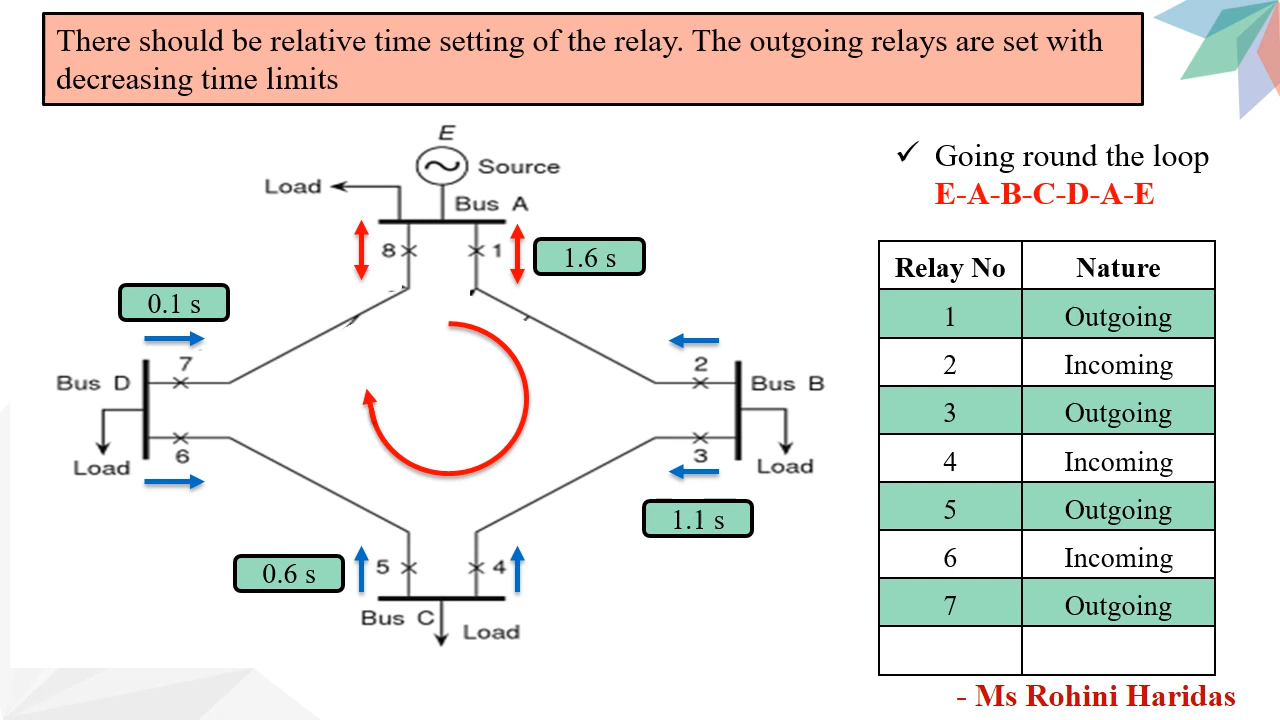 There should be relative time setting of the relay. The outgoing relays are set with
decreasing time limits
E
Source
Load
Bus A
8
1
1.6 s
0.1 s
7
2
Bus D
Bus B
6
3
Load
Load
1.1 s
0.6 s
5
4
Bus C
Load
✓ Going round the loop
E-A-B-C-D-A-E
Relay No Nature
1 Outgoing
2 Incoming
3 Outgoing
4 Incoming
5 Outgoing
6 Incoming
7 Outgoing
- Ms Rohini Haridas